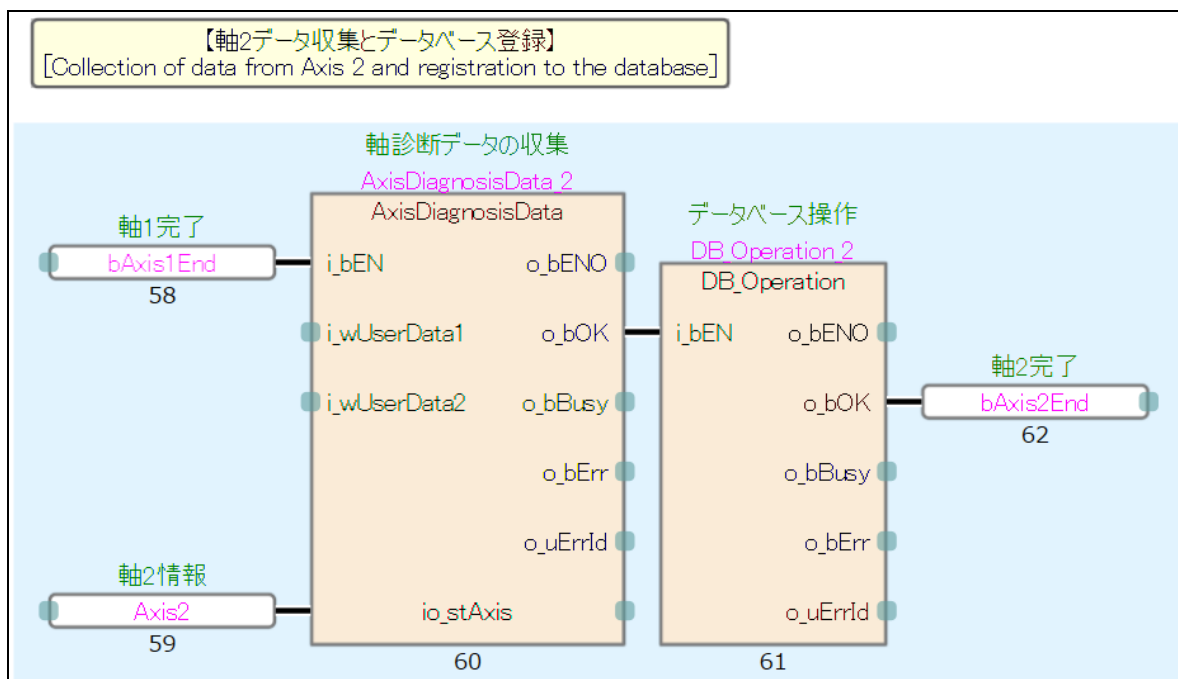 【軸2データ収集とデータベース登録】
[Collection of data from Axis 2 and registration to the database]
軸診断データの収集
AxisDiagnosisData_2
AxisDiagnosisData
軸1完了
bAxis1End
58
i_bEN
o_bENO
i_wUserData1
o_bOK
i_wUserData2
o_bBusy
o_bErr
o_uErrId
軸2情報
Axis2
59
io_stAxis
60
データベース操作
DB_Operation_2
DB_Operation
i_bEN
o_bENO
o_bOK
o_bBusy
o_bErr
o_uErrId
61
軸2完了
bAxis2End
62